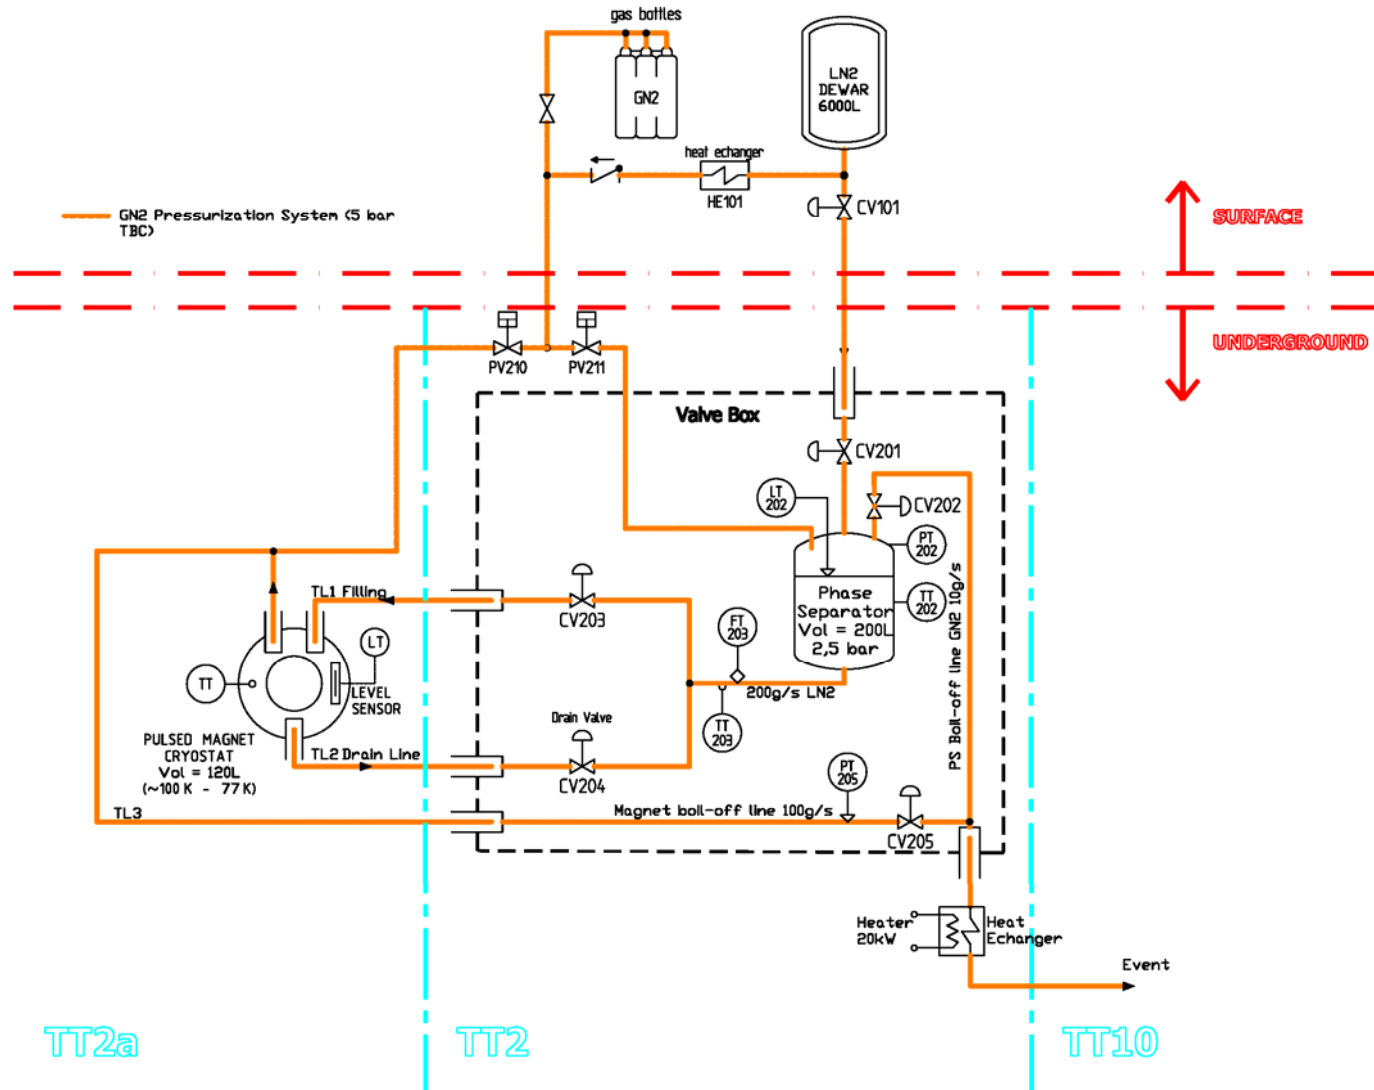 gas bottles
GN2
LN2
DEWAR
6000L
heat echanger
HE101
CV101
GN2 Pressurization System (5 bar
TBC)
SURFACE
UNDERGROUND
PV210
PV211
Valve Box
CV201
LT
202
CV202
PT
202
TT
202
Phase
Separator
Vol = 200L
2,5 bar
PS Boil-off line GN2 10g/s
TL1 Filling
CV203
FT
203
200g/s LN2
TT
203
LT
TT
LEVEL
SENSOR
PULSED MAGNET
CRYOSTAT
Vol = 120L
(~100 K - 77 K)
TL2 Drain Line
Drain Valve
CV204
PT
205
TL3
Magnet boil-off line 100g/s
CV205
Heater
20kW
Heat
Echanger
Event
TT2a
TT2
TT10